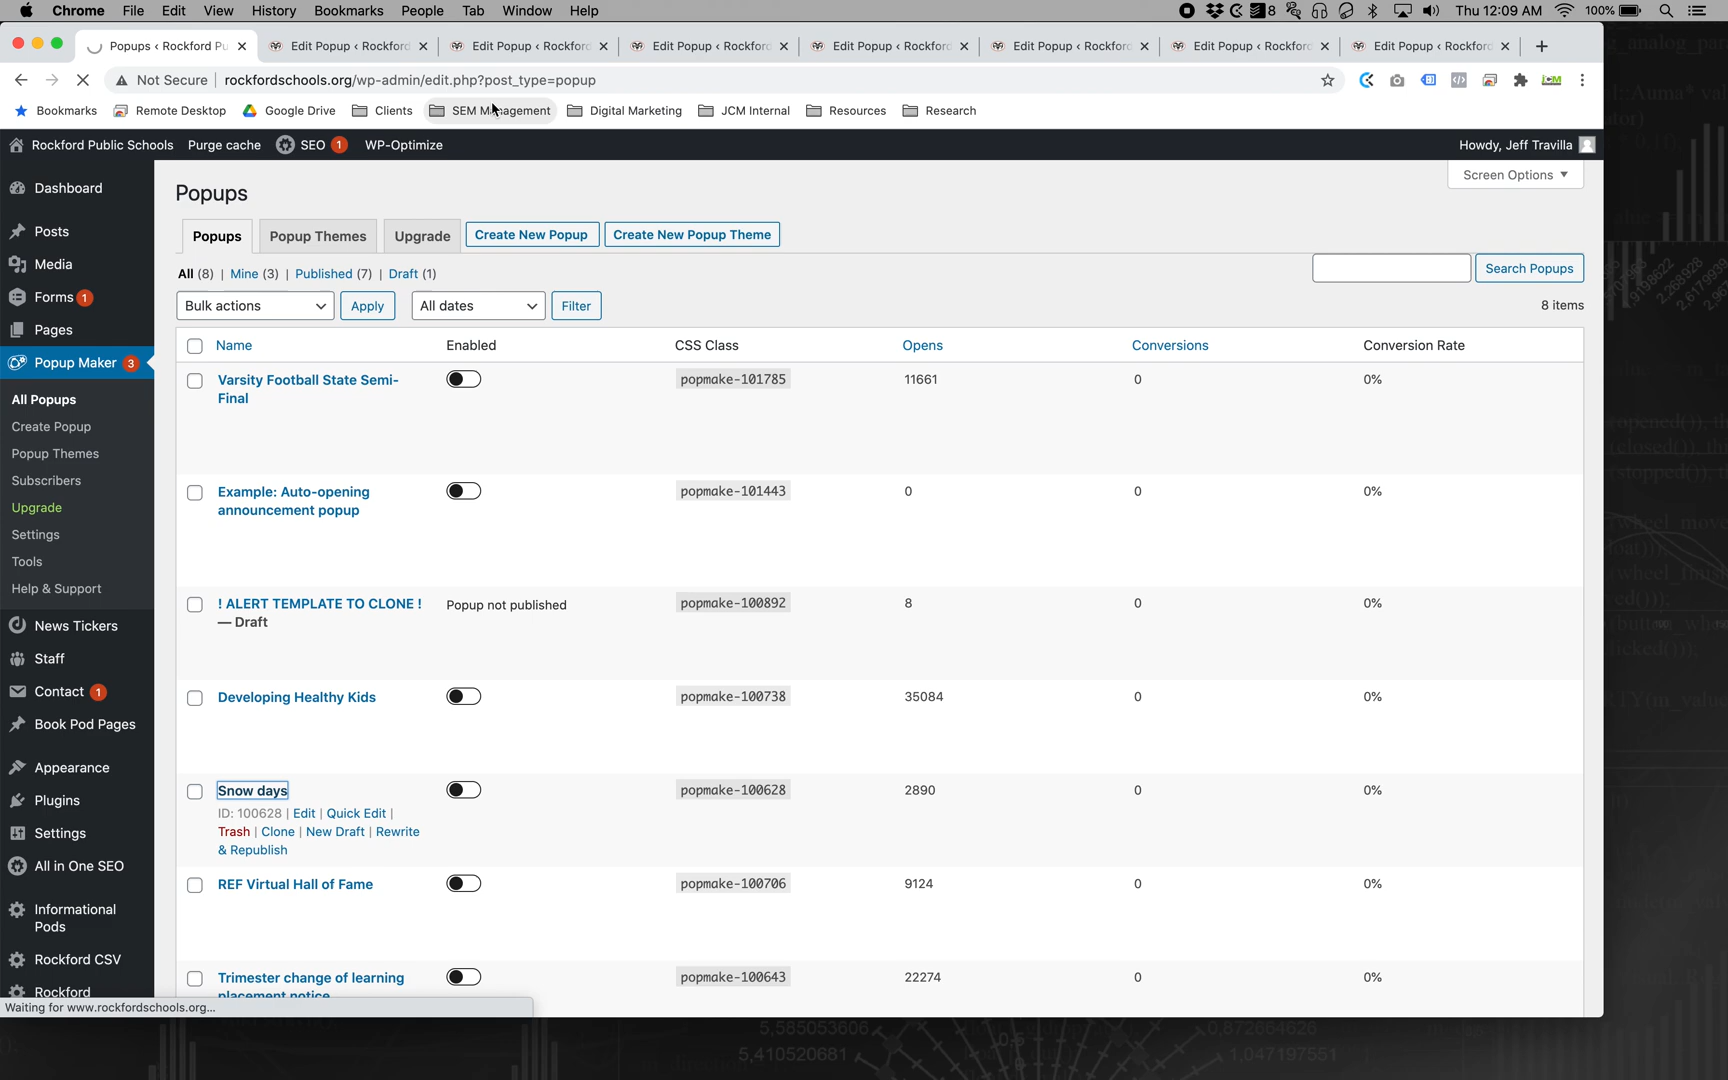 Chrome File Edit View History Bookmarks People Tab Window Help 8 Thu 12:09 AM 100%
Popups ‹ Rockford Pu Edit Popup ‹ Rockford Edit Popup ‹ Rockford Edit Popup ‹ Rockford Edit Popup ‹ Rockford Edit Popup ‹ Rockford Edit Popup ‹ Rockford Edit Popup ‹ Rockford
Not Secure rockfordschools.org/wp-admin/edit.php?post_type=popup
Bookmarks Remote Desktop Google Drive Clients SEM Management Digital Marketing JCM Internal Resources Research
Rockford Public Schools Purge cache SEO 1 WP-Optimize Howdy, Jeff Travilla
Screen Options
Dashboard
Posts
Media
Forms 1
Pages
Popup Maker 3
All Popups
Create Popup
Popup Themes
Subscribers
Upgrade
Settings
Tools
Help & Support
News Tickers
Staff
Contact 1
Book Pod Pages
Appearance
Plugins
Settings
All in One SEO
Informational
Pods
Rockford CSV
Rockford
Popups
Popups Popup Themes Upgrade Create New Popup Create New Popup Theme
All (8) | Mine (3) | Published (7) | Draft (1)
Search Popups
Bulk actions Apply All dates Filter 8 items
Name Enabled CSS Class Opens Conversions Conversion Rate
Varsity Football State Semi-
Final popmake-101785 11661 0 0%
Example: Auto-opening
announcement popup popmake-101443 0 0 0%
! ALERT TEMPLATE TO CLONE !
— Draft Popup not published popmake-100892 8 0 0%
Developing Healthy Kids popmake-100738 35084 0 0%
Snow days popmake-100628 2890 0 0%
ID: 100628 | Edit | Quick Edit |
Trash | Clone | New Draft | Rewrite
& Republish
REF Virtual Hall of Fame popmake-100706 9124 0 0%
Trimester change of learning
placement notice popmake-100643 22274 0 0%
Waiting for www.rockfordschools.org...
5,585053606
5,410520681
0,872664626
1,047197551